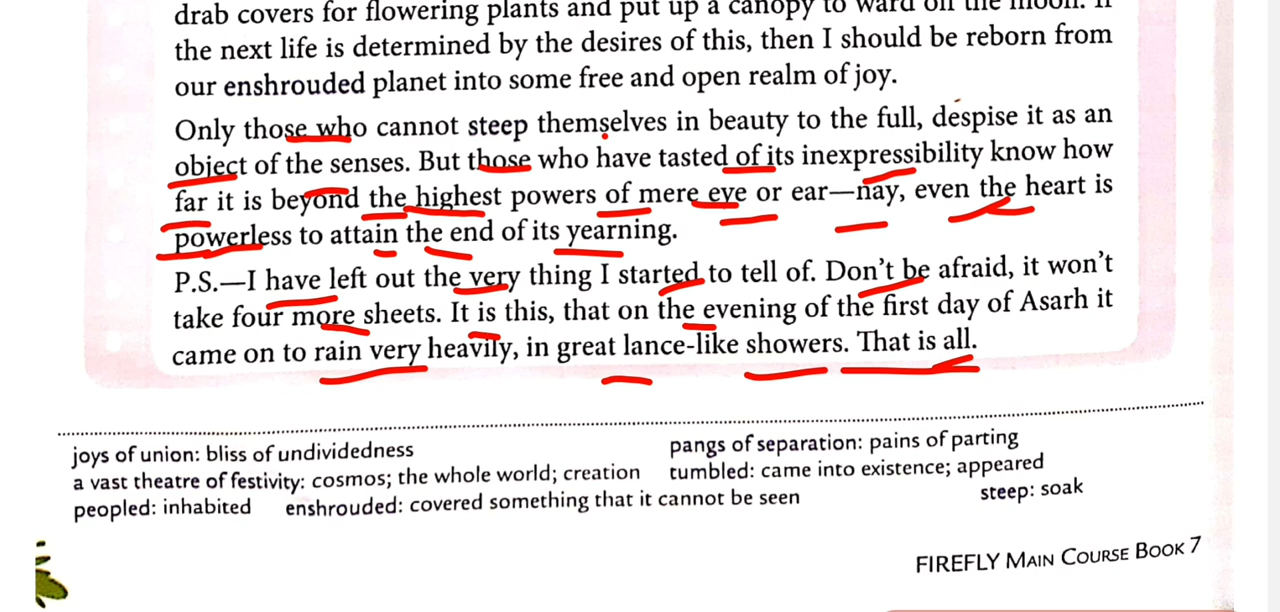 drab covers for flowering plants and put up a canopy to ward off the moon. If
the next life is determined by the desires of this, then I should be reborn from
our enshrouded planet into some free and open realm of joy.
Only those who cannot steep themselves in beauty to the full, despise it as an
object of the senses. But those who have tasted of its inexpressibility know how
far it is beyond the highest powers of mere eye or ear—nay, even the heart is
powerless to attain the end of its yearning.
P.S.—I have left out the very thing I started to tell of. Don't be afraid, it won't
take four more sheets. It is this, that on the evening of the first day of Asarh it
came on to rain very heavily, in great lance-like showers. That is all.
joys of union: bliss of undividedness pangs of separation: pains of parting
a vast theatre of festivity: cosmos; the whole world; creation tumbled: came into existence; appeared
peopled: inhabited enshrouded: covered something that it cannot be seen steep: soak
FIREFLY MAIN COURSE BOOK 7